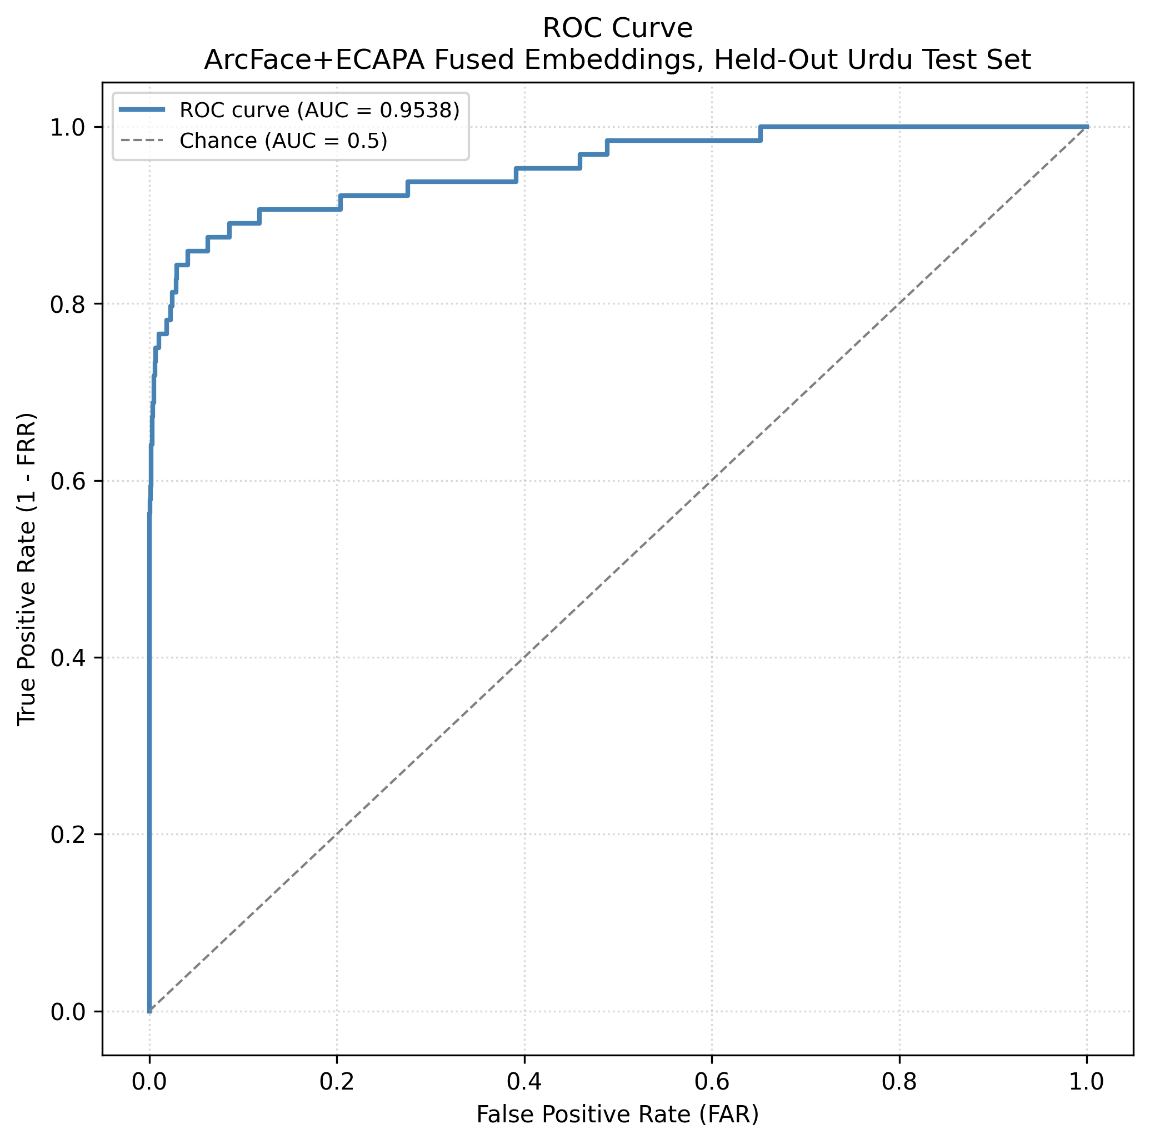 ROC Curve
ArcFace+ECAPA Fused Embeddings, Held-Out Urdu Test Set
ROC curve (AUC = 0.9538)
Chance (AUC = 0.5)
1.0
0.8
0.6
0.4
0.2
0.0
True Positive Rate (1 - FRR)
0.0 0.2 0.4 0.6 0.8 1.0
False Positive Rate (FAR)